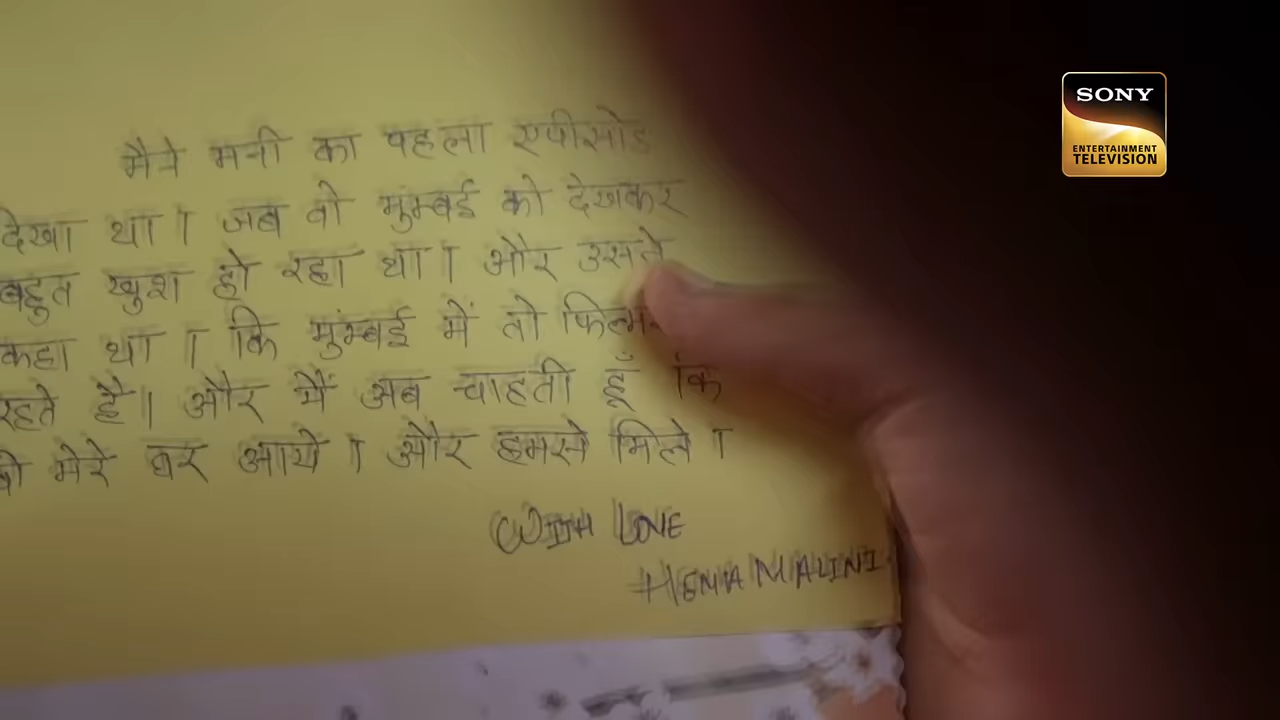 मैने मनी का पहला एपीसोड
देखा था। जब वो मुम्बई को देखकर
बहुत खुश हो रहा था। और उसने
कहा था। कि मुंम्बई में तो फिल्म
रहते है। और मैं अब चाहती हूँ कि
वो मेरे घर आये। और हमसे मिले।
WITH LOVE
HEMA MALINI
SONY
ENTERTAINMENT
TELEVISION